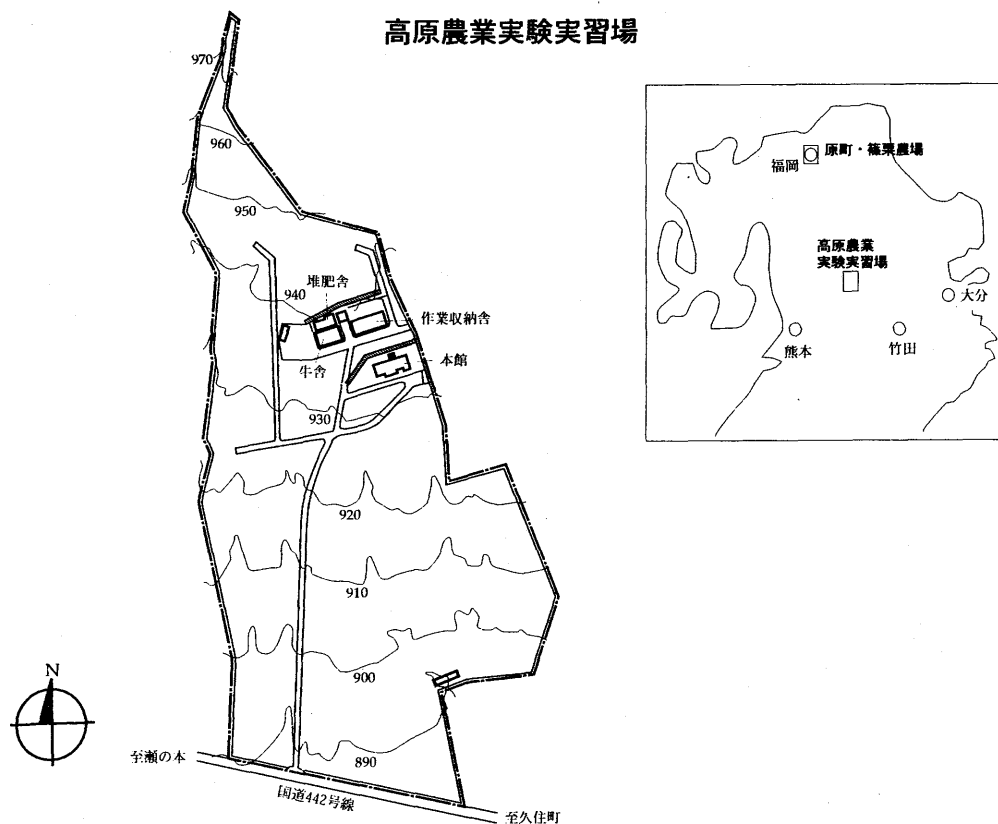 高原農業実験実習場
970
960
950
940
堆肥舎
作業収納舎
牛舎
本館
930
920
910
900
890
N
至瀬の本
国道442号線
至久住町
福岡
原町・篠栗農場
高原農業
実験実習場
大分
熊本
竹田